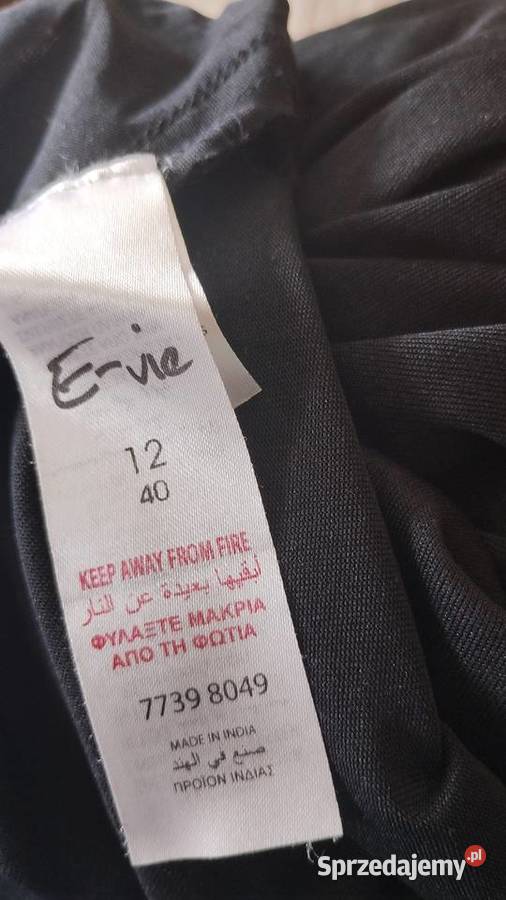 E-vie
12
40
KEEP AWAY FROM FIRE
أبقيها بعيدة عن النار
ΦΥΛΑΞΤΕ ΜΑΚΡΙΑ
ΑΠΟ ΤΗ ΦΩΤΙΑ
7739 8049
MADE IN INDIA
صنع في الهند
ΠΡΟΪΟΝ ΙΝΔΙΑΣ
Sprzedajemy.pl